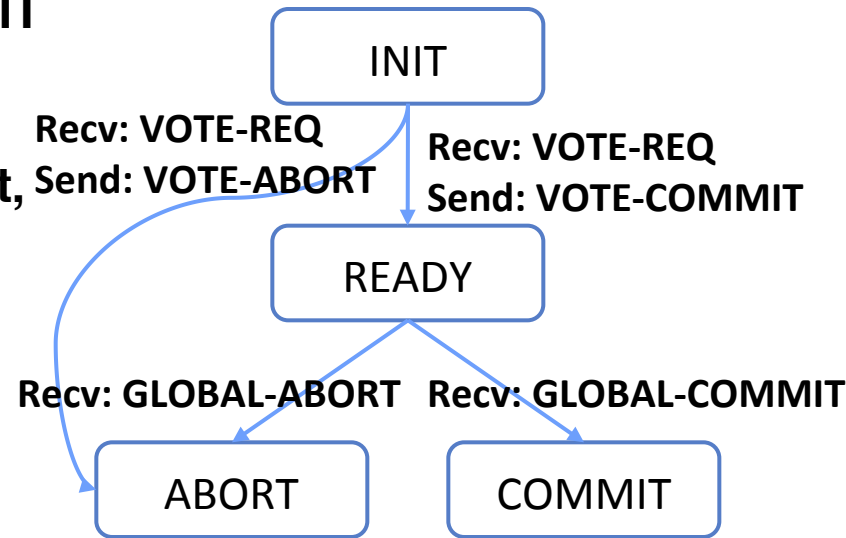 INIT
Recv: VOTE-REQ
Send: VOTE-ABORT
Recv: VOTE-REQ
Send: VOTE-COMMIT
READY
Recv: GLOBAL-ABORT
Recv: GLOBAL-COMMIT
ABORT
COMMIT